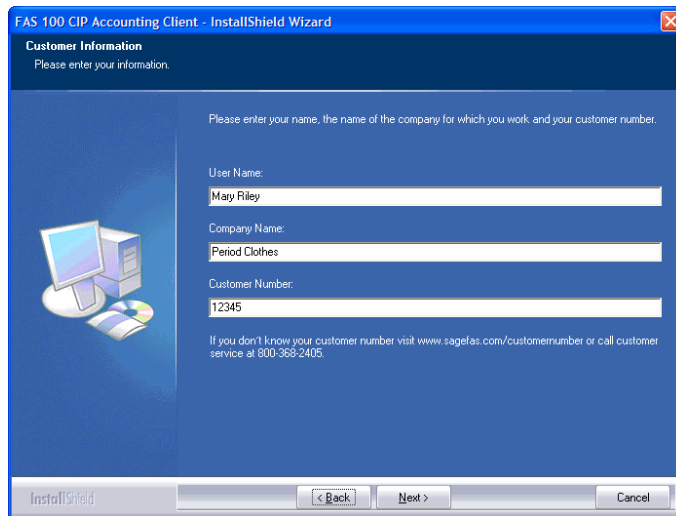 FAS 100 CIP Accounting Client - InstallShield Wizard
Customer Information
Please enter your information.
Please enter your name, the name of the company for which you work and your customer number.
User Name:
Mary Riley
Company Name:
Period Clothes
Customer Number:
12345
If you don't know your customer number visit www.sagefas.com/customernumber or call customer
service at 800-368-2405.
InstallShield
< Back
Next >
Cancel